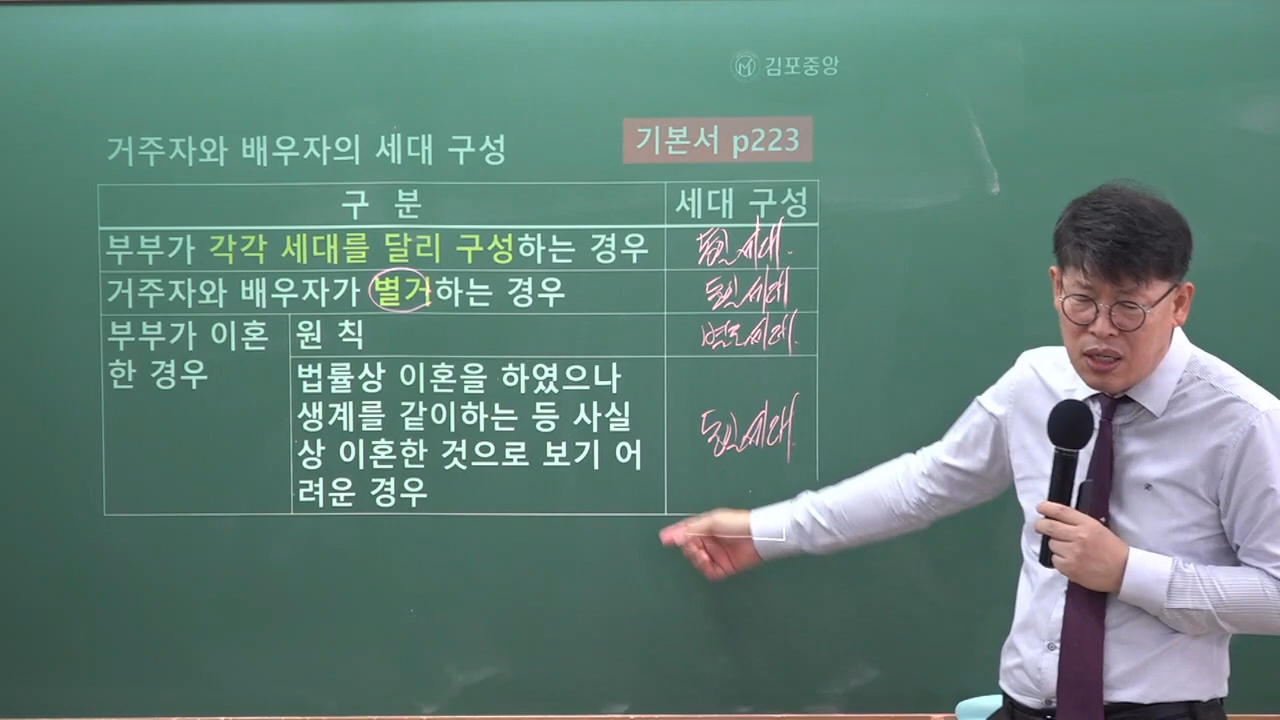 김포중앙
거주자와 배우자의 세대 구성
기본서 p223
구 분
세대 구성
부부가 각각 세대를 달리 구성하는 경우
동일 세대.
거주자와 배우자가 별거하는 경우
동일 세대
부부가 이혼
한 경우
원 칙
별도 세대.
법률상 이혼을 하였으나
생계를 같이하는 등 사실
상 이혼한 것으로 보기 어
려운 경우
동일 세대.